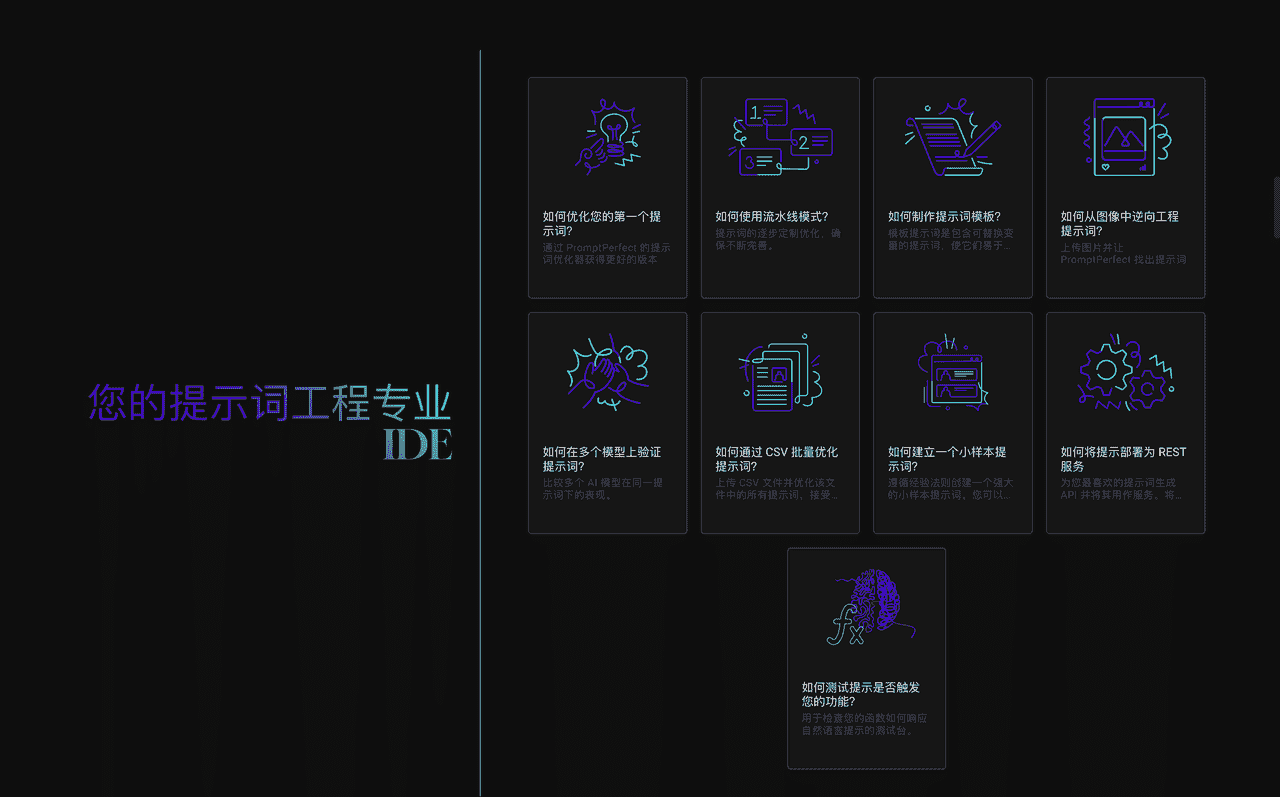 您的提示词工程专业
IDE
1.
2
3
如何优化您的第一个提
示词?
通过 PromptPerfect 的提示
词优化器获得更好的版本
如何使用流水线模式?
提示词的逐步定制优化，确
保不断完善。
如何制作提示词模板?
模板提示词是包含可替换变
量的提示词，使它们易于…
如何从图像中逆向工程
提示词?
上传图片并让
PromptPerfect 找出提示词
如何在多个模型上验证
提示词?
比较多个 AI 模型在同一提
示词下的表现。
如何通过 CSV 批量优化
提示词?
上传 CSV 文件并优化该文
件中的所有提示词，接受…
如何建立一个小样本提
示词?
遵循经验法则创建一个强大
的小样本提示词。您可以…
如何将提示部署为 REST
服务
为您最喜欢的提示词生成
API 并将其用作服务。将…
fx
如何测试提示是否触发
您的功能?
用于检查您的函数如何响应
自然语言提示的测试台。